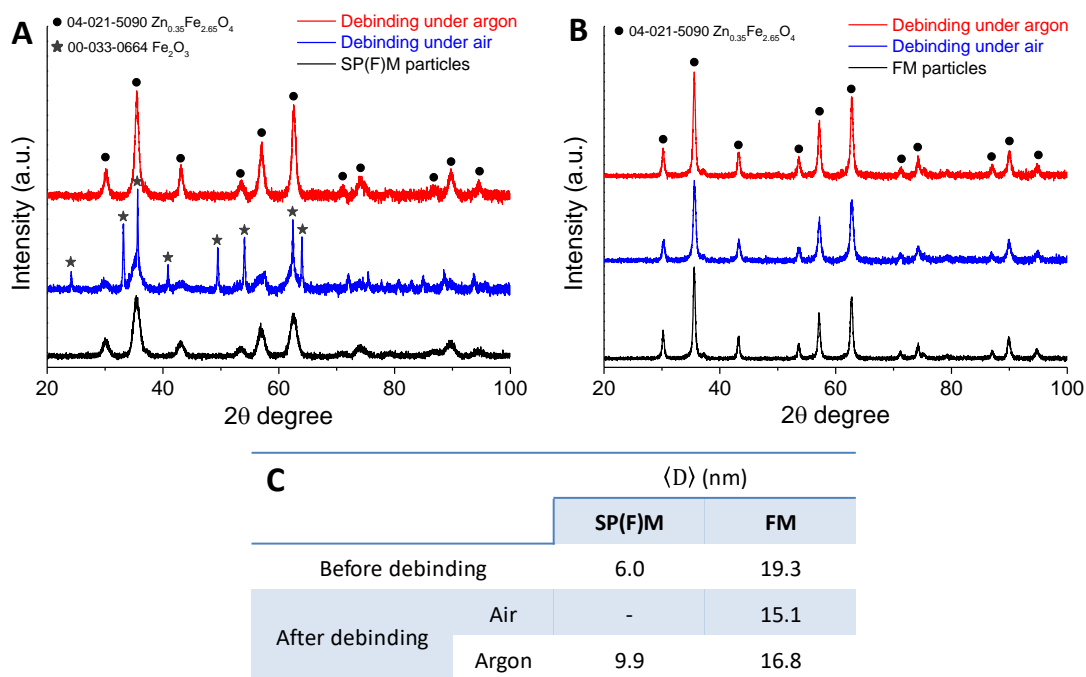 A
● 04-021-5090 Zn₀.₃₅Fe₂.₆₅O₄
★ 00-033-0664 Fe₂O₃
Debinding under argon
Debinding under air
SP(F)M particles
Intensity (a.u.)
20 40 60 80 100
2θ degree
B
● 04-021-5090 Zn₀.₃₅Fe₂.₆₅O₄
Debinding under argon
Debinding under air
FM particles
Intensity (a.u.)
20 40 60 80 100
2θ degree
C
⟨D⟩ (nm)
SP(F)M FM
Before debinding 6.0 19.3
After debinding
Air - 15.1
Argon 9.9 16.8